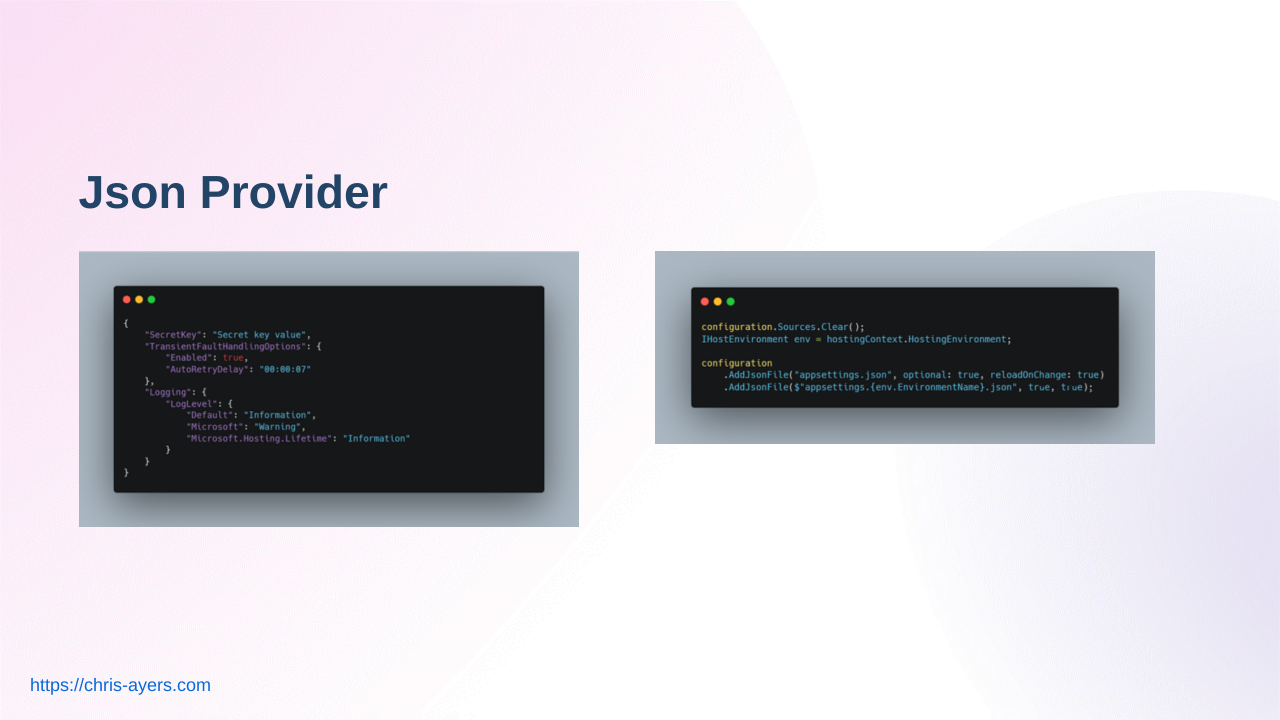 Json Provider
{
    "SecretKey": "Secret key value",
    "TransientFaultHandlingOptions": {
        "Enabled": true,
        "AutoRetryDelay": "00:00:07"
    },
    "Logging": {
        "LogLevel": {
            "Default": "Information",
            "Microsoft": "Warning",
            "Microsoft.Hosting.Lifetime": "Information"
        }
    }
}
configuration.Sources.Clear();
IHostEnvironment env = hostingContext.HostingEnvironment;
configuration
    .AddJsonFile("appsettings.json", optional: true, reloadOnChange: true)
    .AddJsonFile($"appsettings.{env.EnvironmentName}.json", true, true);
https://chris-ayers.com